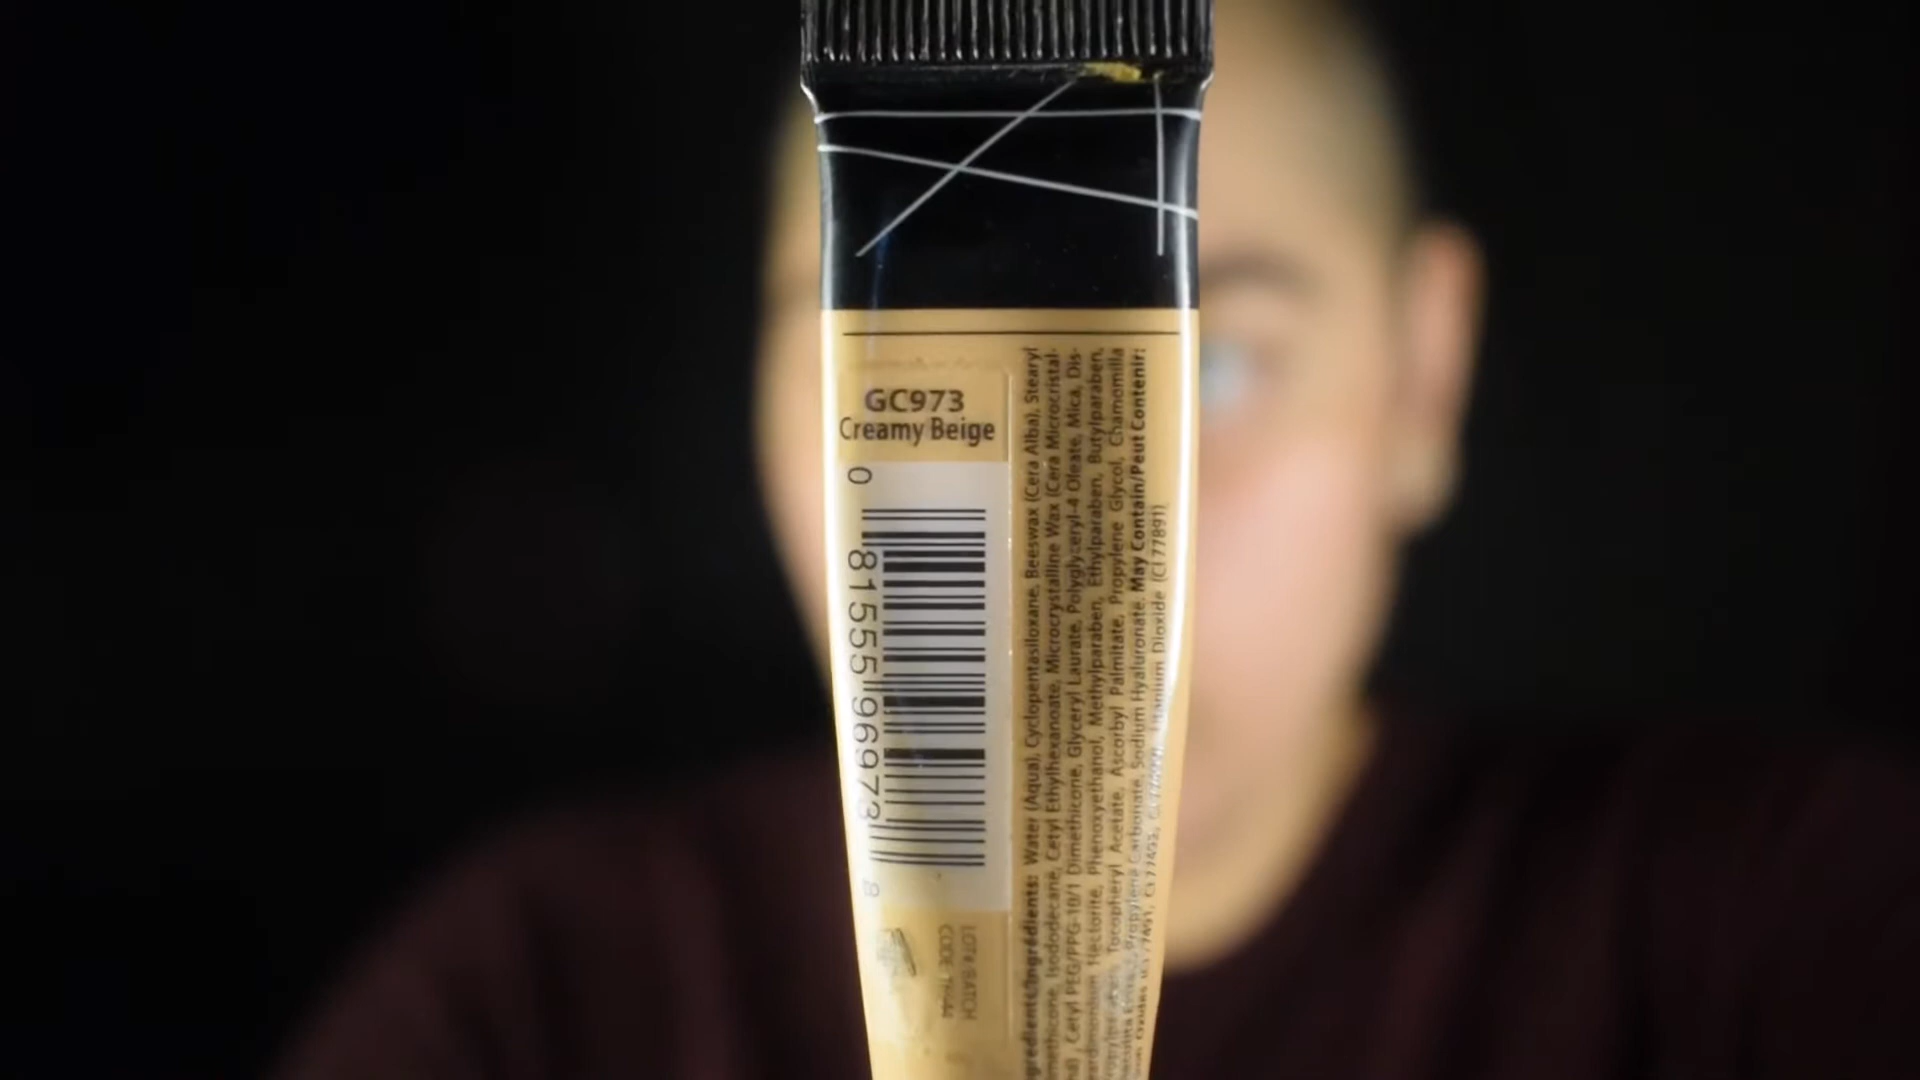 GC973
Creamy Beige
0 81555 96973 8
LOT# BATCH
CODE
Ingredients/Ingrédients: Water (Aqua), Cyclopentasiloxane, Beeswax (Cera Alba), Stearyl
Isododecane, Cetyl Ethylhexanoate, Microcrystalline Wax (Cera Microcristal-
Cetyl PEG/PPG-10/1 Dimethicone, Glyceryl Laurate, Polyglyceryl-4 Oleate, Mica, Dis-
Hectorite, Phenoxyethanol, Methylparaben, Ethylparaben, Butylparaben,
Tocopheryl Acetate, Ascorbyl Palmitate, Propylene Glycol, Chamomilla
Propylene Carbonate, Sodium Hyaluronate. May Contain/Peut Contenir:
Titanium Dioxide (CI 77891)